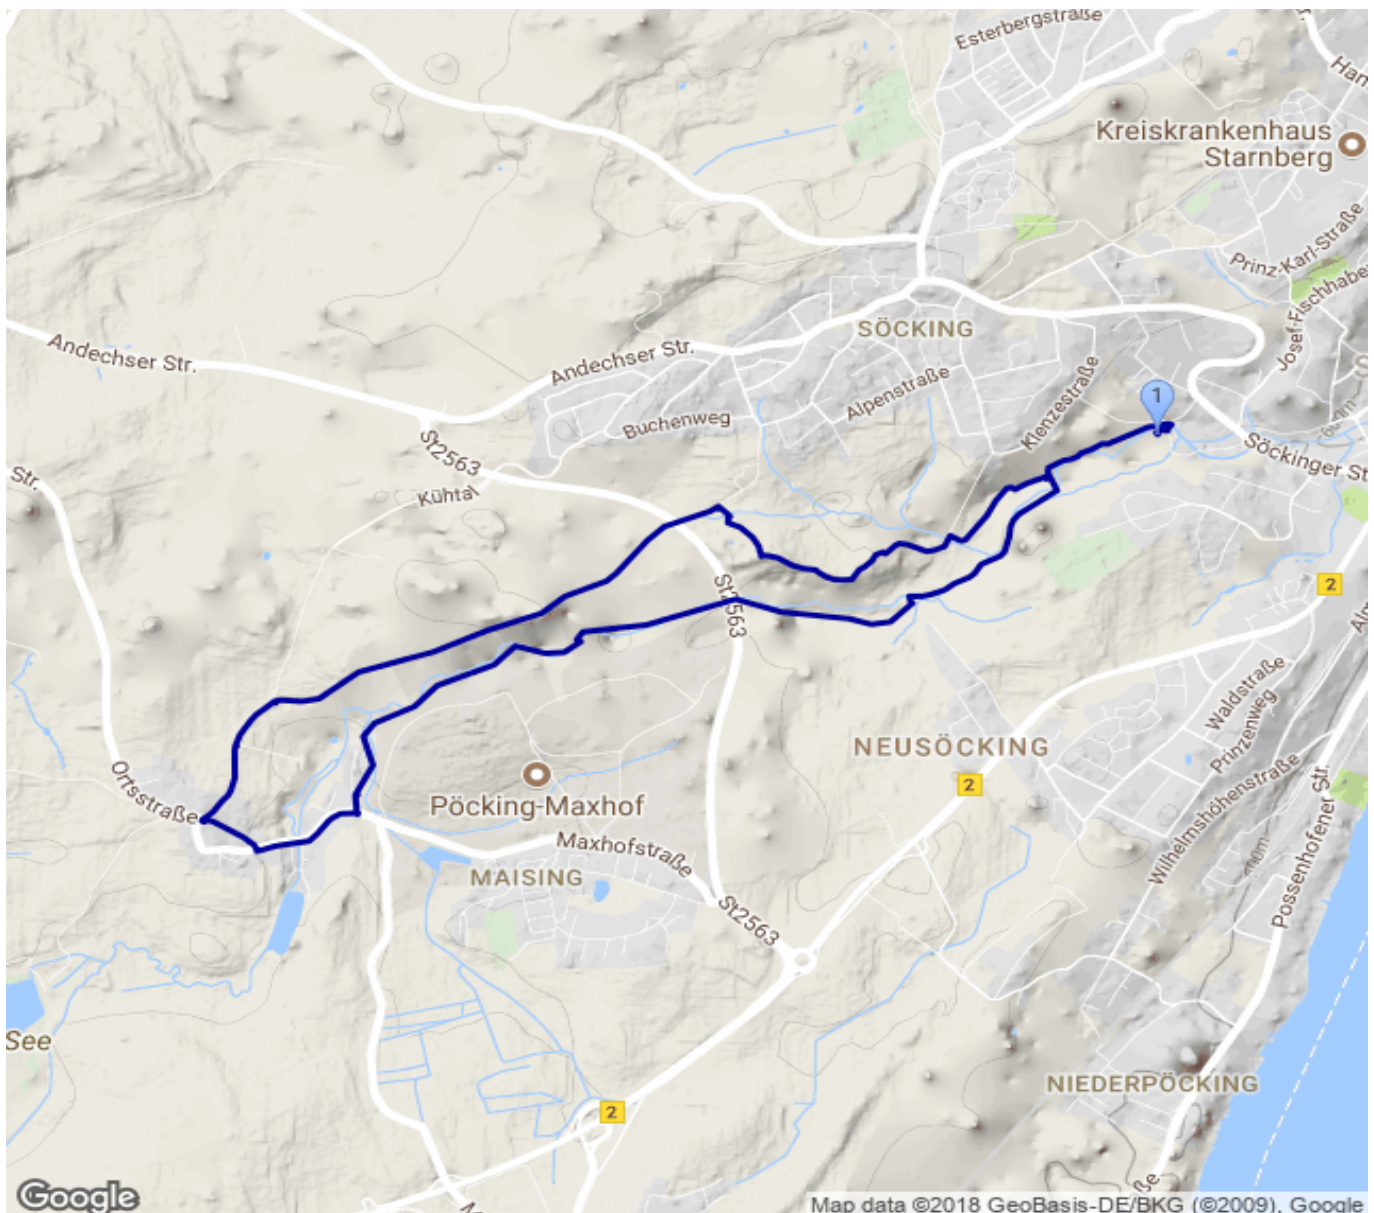 Esterbergstraße
Kreiskrankenhaus
Starnberg
Prinz-Karl-Straße
Josef-Fischhaber
SÖCKING
Andechser Str.
Andechser Str.
Alpenstraße
Klenzestraße
1
Buchenweg
St2563
Kühtal
Söckinger St
Str.
St2563
2
Waldstraße
Prinzenweg
NEUSÖCKING
2
Ortsstraße
Pöcking-Maxhof
Wilhelmshöhenstraße
Possenhofener Str.
Maxhofstraße
MAISING
St2563
See
NIEDERPÖCKING
2
Google
Map data ©2018 GeoBasis-DE/BKG (©2009), Google